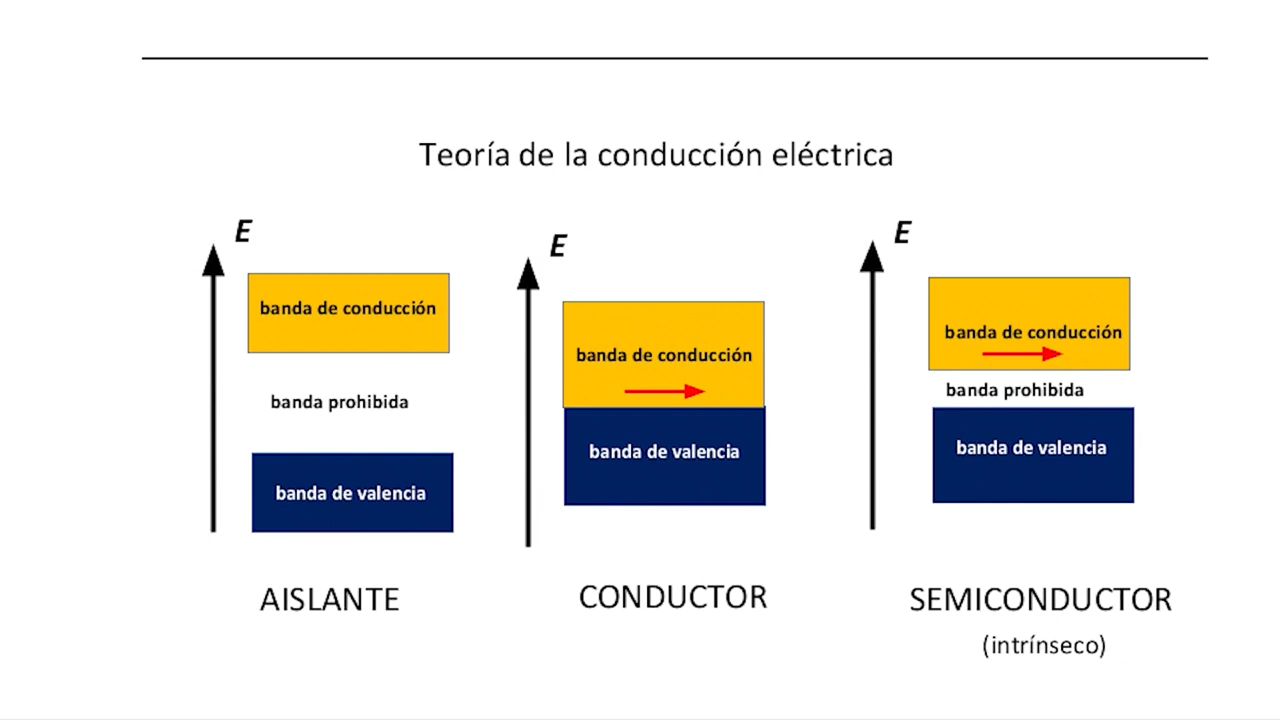 Teoría de la conducción eléctrica
E
banda de conducción
banda prohibida
banda de valencia
AISLANTE
E
banda de conducción
banda de valencia
CONDUCTOR
E
banda de conducción
banda prohibida
banda de valencia
SEMICONDUCTOR
(intrínseco)